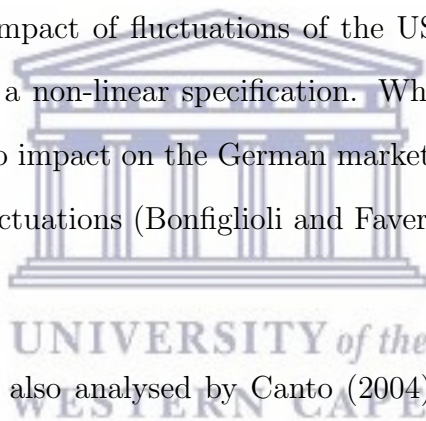 mpact of fluctuations of the US
a non-linear specification. Wh
o impact on the German market
ctuations (Bonfiglioli and Faver
UNIVERSITY of the
also analysed by Canto (2004)
WESTERN CAPE